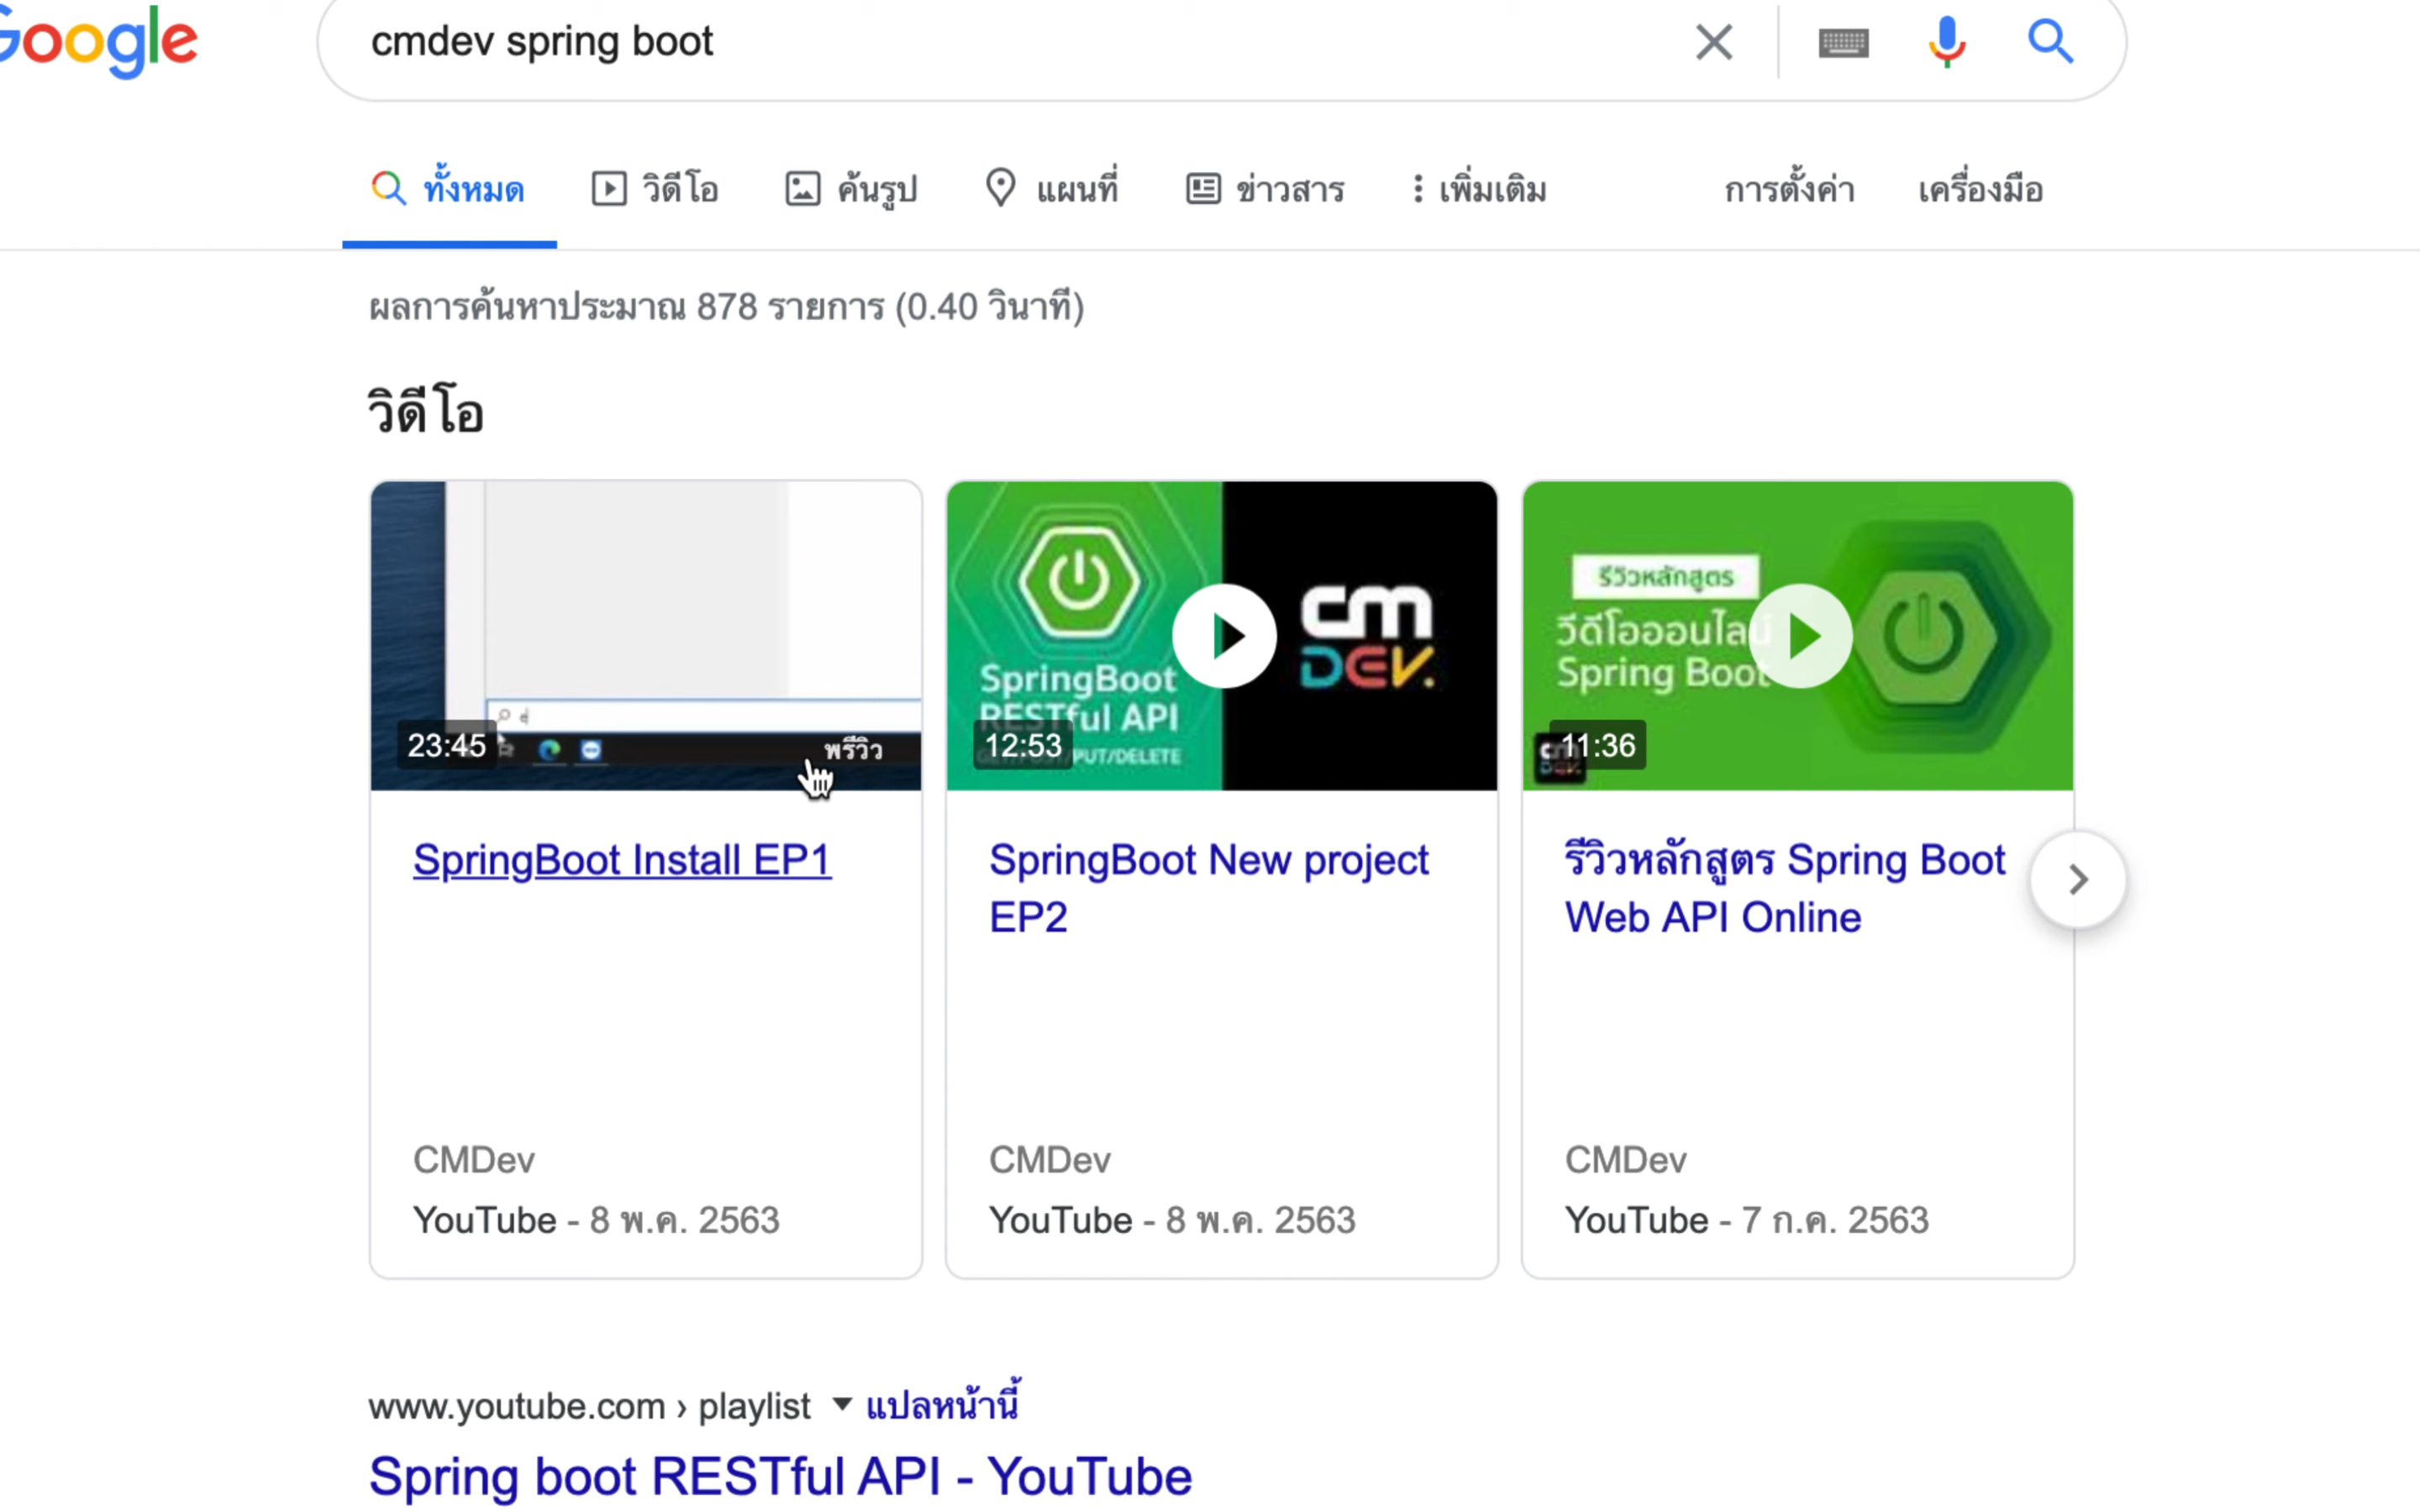 Google
cmdev spring boot
ทั้งหมด วิดีโอ ค้นรูป แผนที่ ข่าวสาร เพิ่มเติม การตั้งค่า เครื่องมือ
ผลการค้นหาประมาณ 878 รายการ (0.40 วินาที)
วิดีโอ
23:45
พรีวิว
SpringBoot Install EP1
CMDev
YouTube - 8 พ.ค. 2563
SpringBoot
RESTful API
PUT/DELETE
cm
DEV.
12:53
SpringBoot New project
EP2
CMDev
YouTube - 8 พ.ค. 2563
รีวิวหลักสูตร
วีดีโอออนไลน์
Spring Boot
cm
DEV.
11:36
รีวิวหลักสูตร Spring Boot
Web API Online
CMDev
YouTube - 7 ก.ค. 2563
www.youtube.com › playlist แปลหน้านี้
Spring boot RESTful API - YouTube